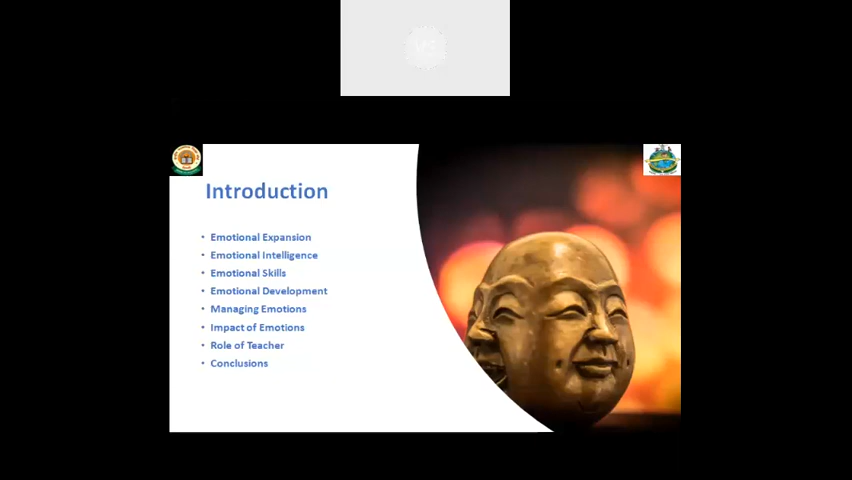 Introduction
• Emotional Expansion
• Emotional Intelligence
• Emotional Skills
• Emotional Development
• Managing Emotions
• Impact of Emotions
• Role of Teacher
• Conclusions